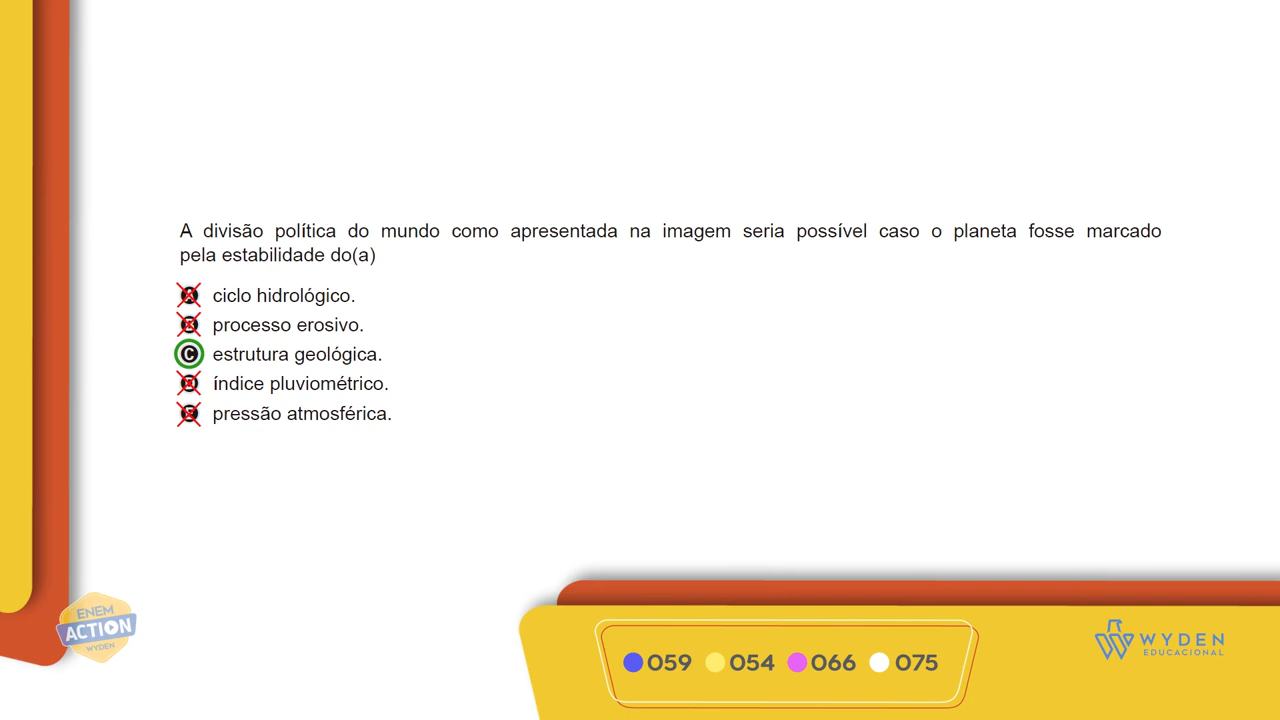 A divisão política do mundo como apresentada na imagem seria possível caso o planeta fosse marcado
pela estabilidade do(a)
ciclo hidrológico.
processo erosivo.
C estrutura geológica.
índice pluviométrico.
pressão atmosférica.
ENEM
ACTION
WYDEN
059 054 066 075
WYDEN
EDUCACIONAL